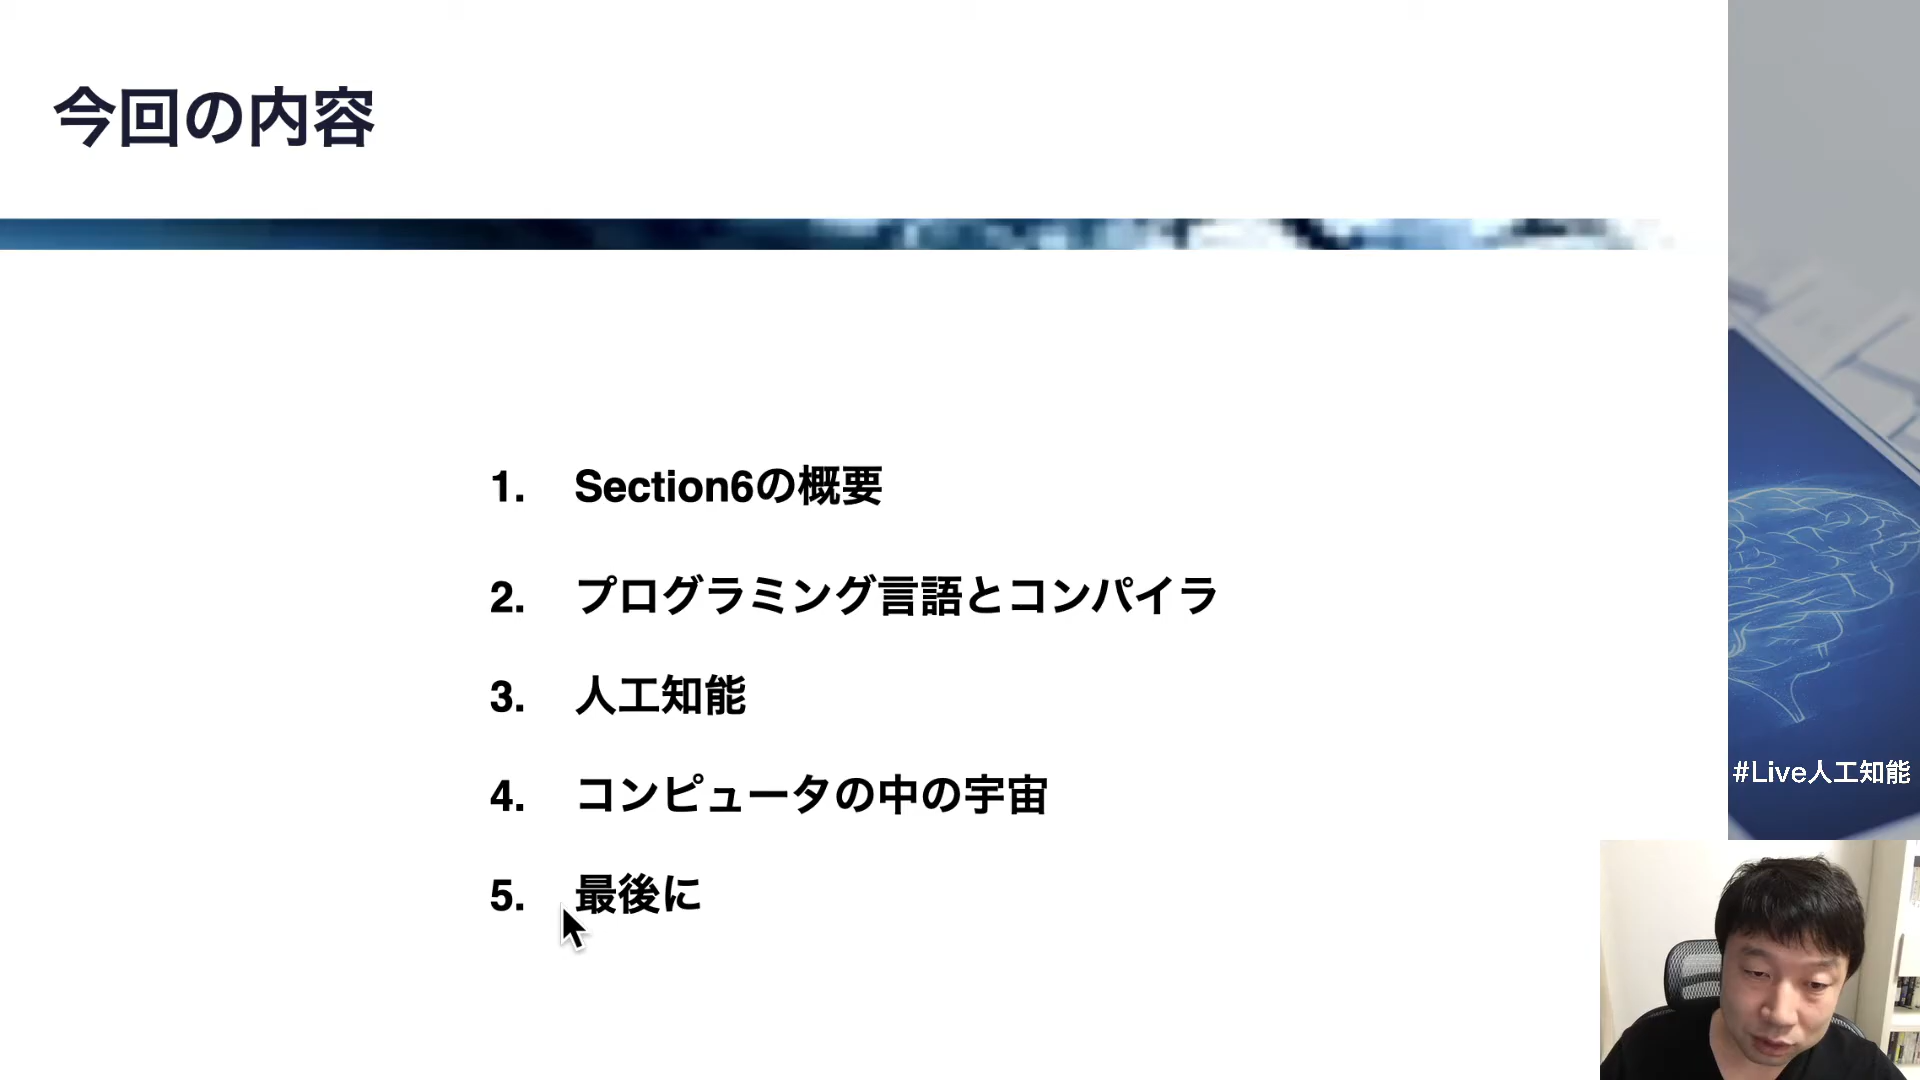 今回の内容
1. Section6の概要
2. プログラミング言語とコンパイラ
3. 人工知能
4. コンピュータの中の宇宙
5. 最後に
#Live人工知能